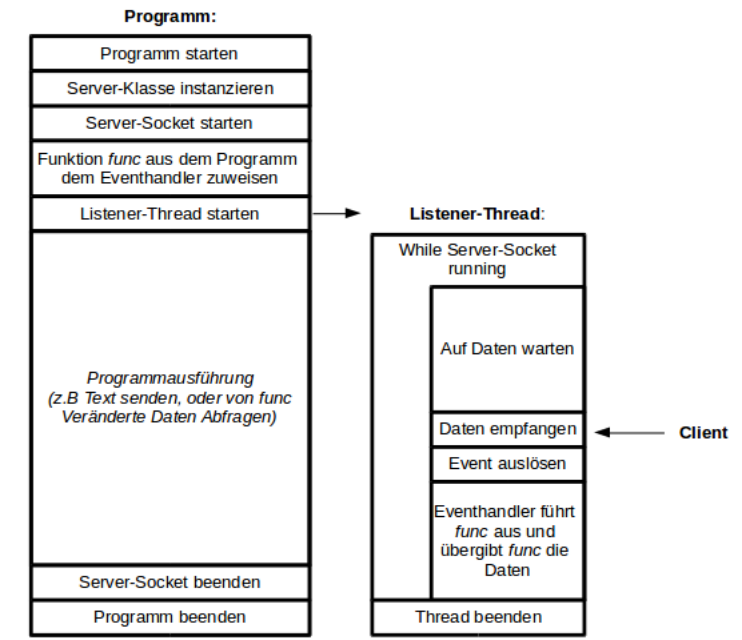 Programm:
Programm starten
Server-Klasse instanzieren
Server-Socket starten
Funktion func aus dem Programm
dem Eventhandler zuweisen
Listener-Thread starten
Programmausführung
(z.B Text senden, oder von func
Veränderte Daten Abfragen)
Server-Socket beenden
Programm beenden
Listener-Thread:
While Server-Socket
running
Auf Daten warten
Daten empfangen
Client
Event auslösen
Eventhandler führt
func aus und
übergibt func die
Daten
Thread beenden